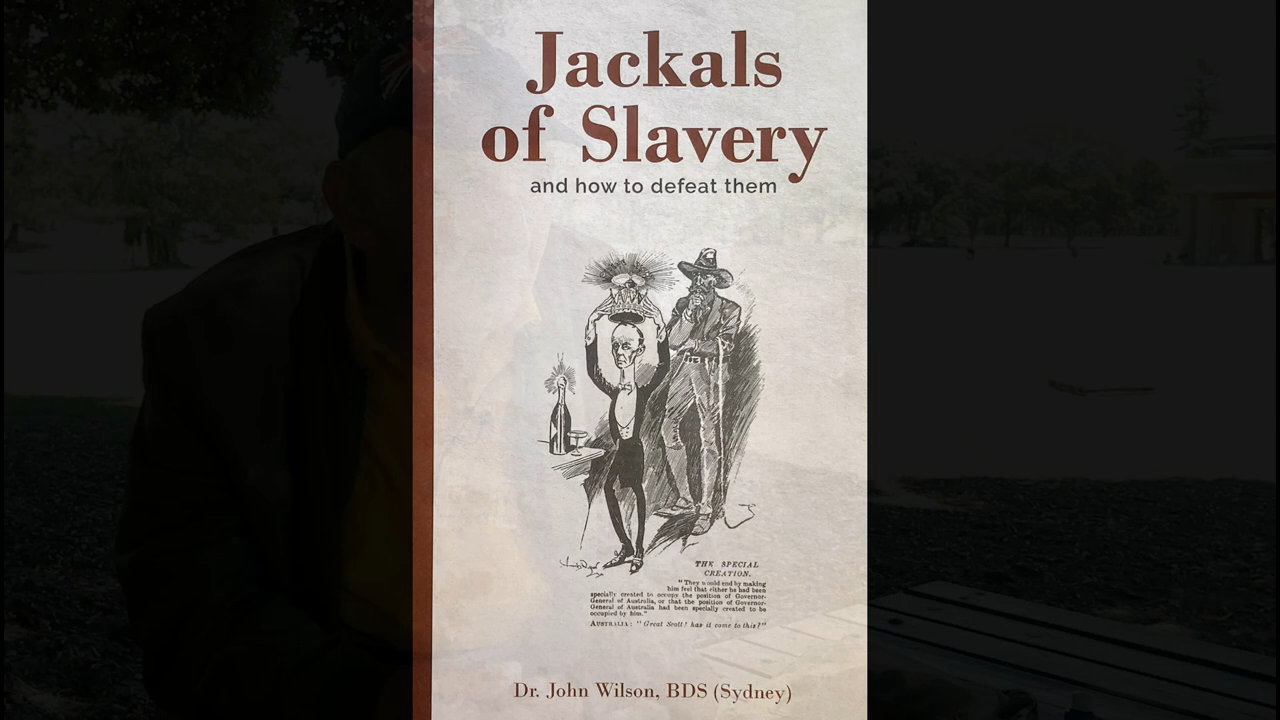 Jackals
of Slavery
and how to defeat them
THE SPECIAL
CREATION.
"They would end by making
him feel that either he had been
specially created to occupy the position of Governor-
General of Australia, or that the position of Governor-
General of Australia had been specially created to be
occupied by him."
AUSTRALIA: "Great Scott! has it come to this?"
Dr. John Wilson, BDS (Sydney)